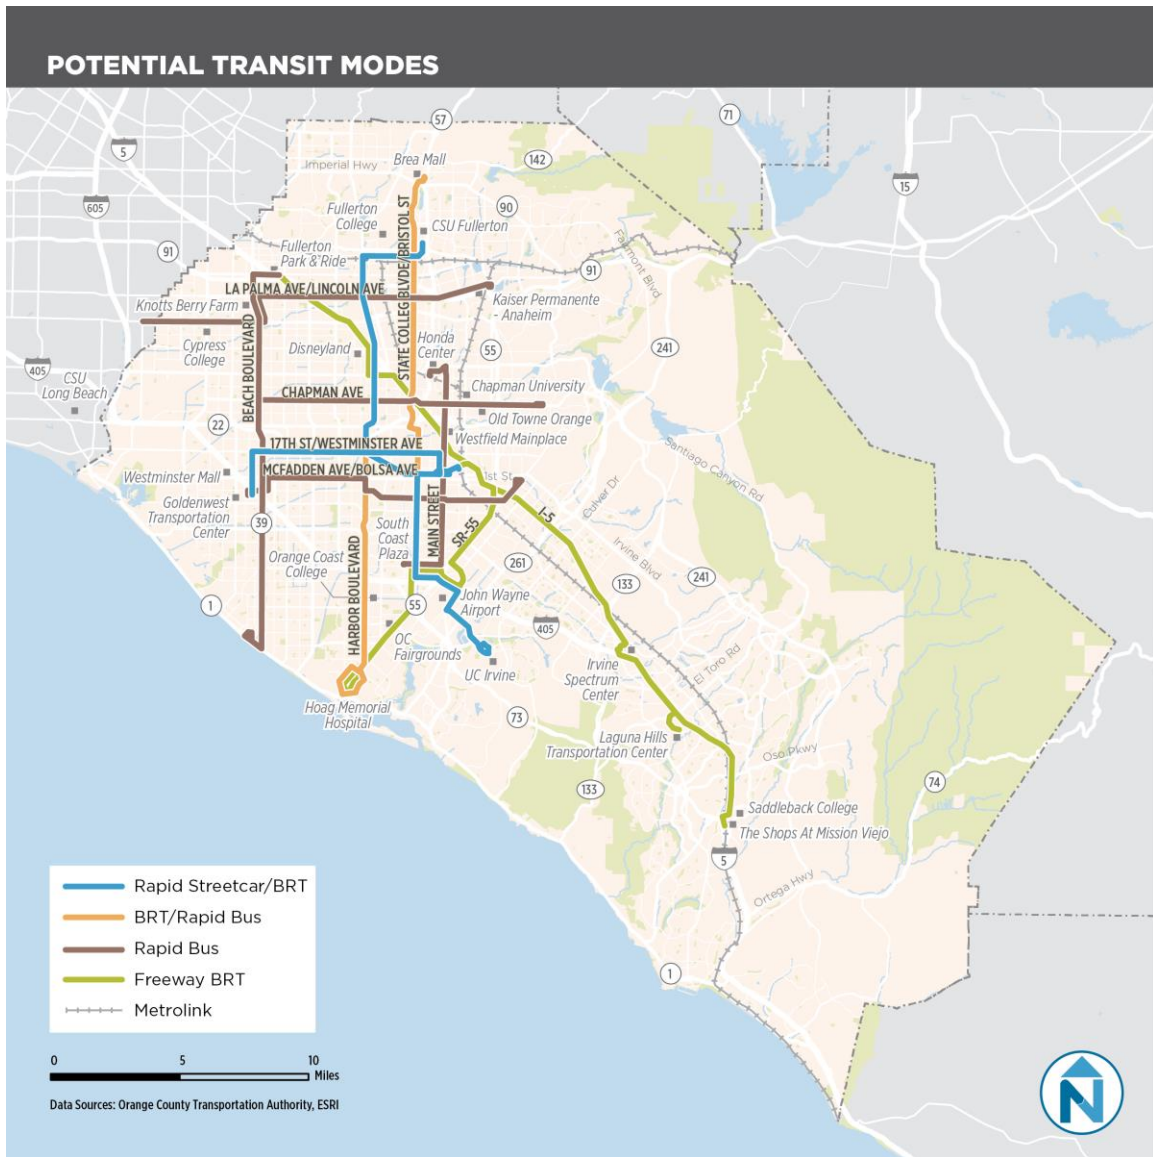 POTENTIAL TRANSIT MODES
57
71
5
Imperial Hwy
Brea Mall
142
15
605
90
Fullerton
College
CSU Fullerton
91
Fullerton
Park & Ride
Fairmont Blvd
91
LA PALMA AVE/LINCOLN AVE
STATE COLLEG BLVDE/BRISTOL ST
Knotts Berry Farm
Kaiser Permanente
- Anaheim
Cypress
College
Disneyland
Honda
Center
55
241
405
CSU
Long Beach
BEACH BOULEVARD
CHAPMAN AVE
Chapman University
22
Old Towne Orange
17TH ST/WESTMINSTER AVE
Westfield Mainplace
Santiago Canyon Rd
Westminster Mall
MCFADDEN AVE/BOLSA AVE
1st St
Culver Dr
Goldenwest
Transportation
Center
39
South
Coast
Plaza
MAIN STREET
SR-55
I-5
Irvine Blvd
Orange Coast
College
HARBOR BOULEVARD
261
133
241
1
55
John Wayne
Airport
405
OC
Fairgrounds
UC Irvine
Irvine
Spectrum
Center
El Toro Rd
Hoag Memorial
Hospital
73
Laguna Hills
Transportation Center
Oso Pkwy
133
74
Saddleback College
The Shops At Mission Viejo
5
Ortega Hwy
1
Rapid Streetcar/BRT
BRT/Rapid Bus
Rapid Bus
Freeway BRT
Metrolink
0 5 10
Miles
Data Sources: Orange County Transportation Authority, ESRI
N